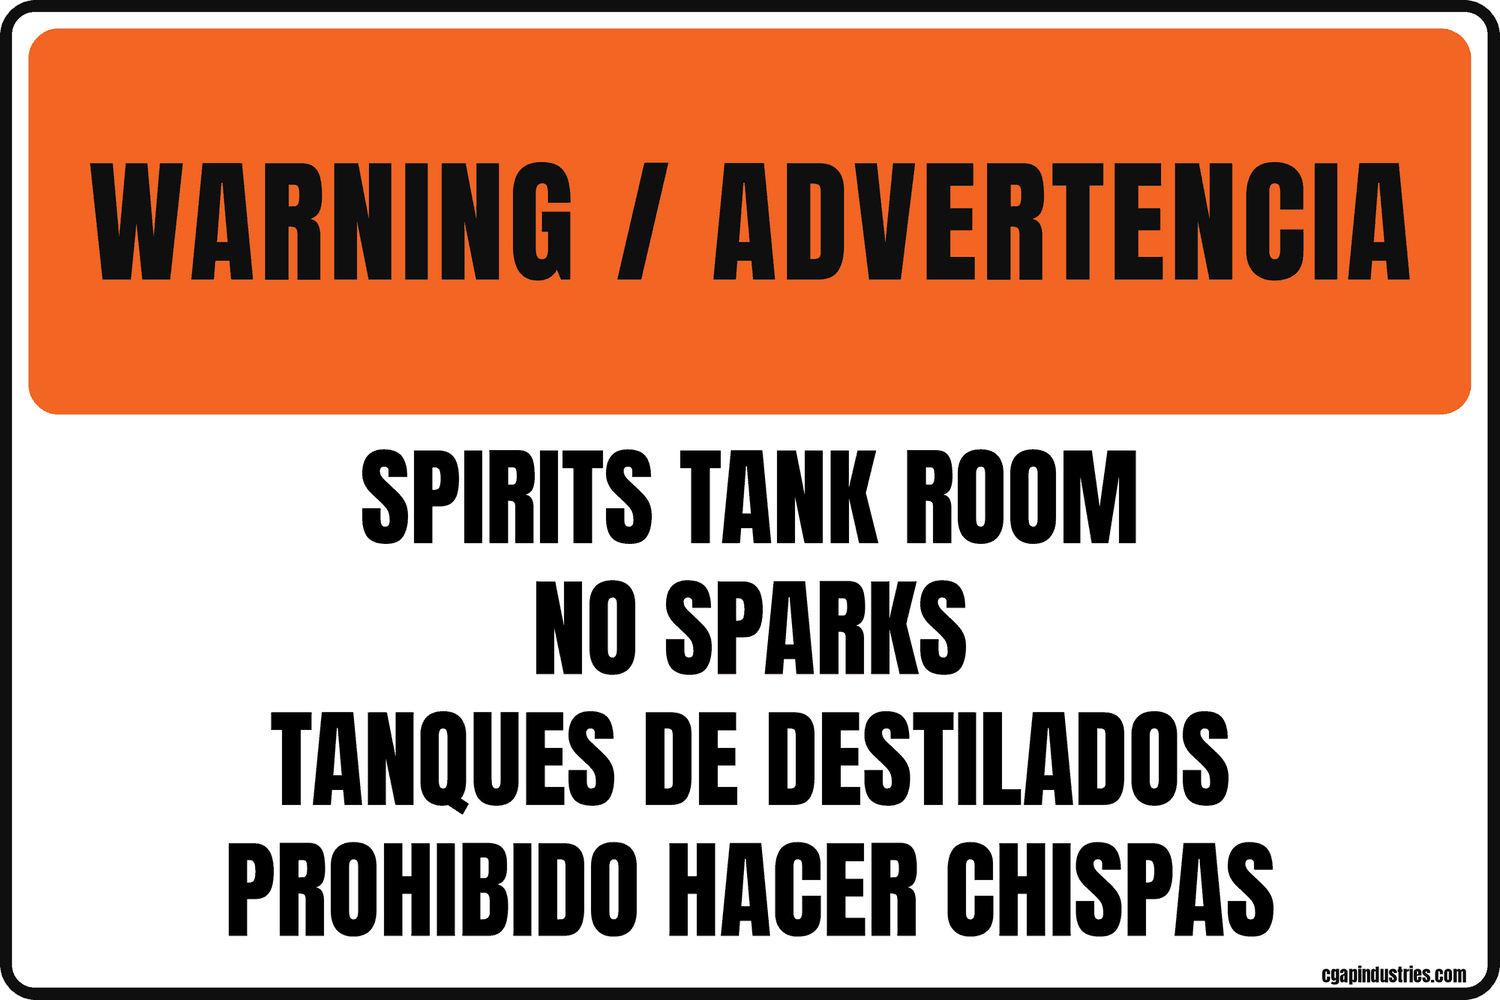 WARNING / ADVERTENCIA
SPIRITS TANK ROOM
NO SPARKS
TANQUES DE DESTILADOS
PROHIBIDO HACER CHISPAS
cgapindustries.com